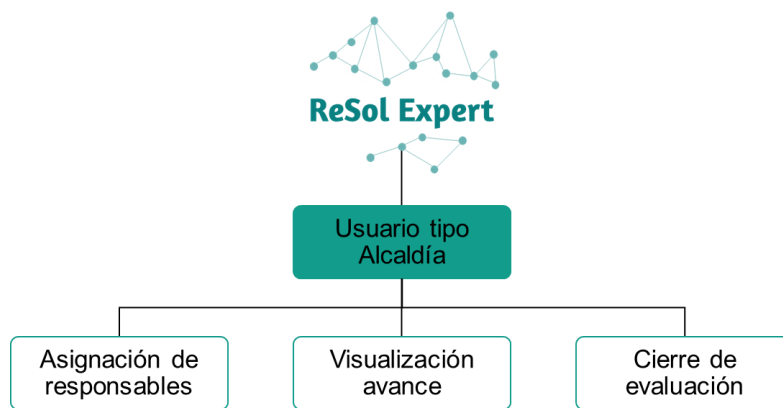 ReSol Expert
Usuario tipo
Alcaldía
Asignación de
responsables
Visualización
avance
Cierre de
evaluación